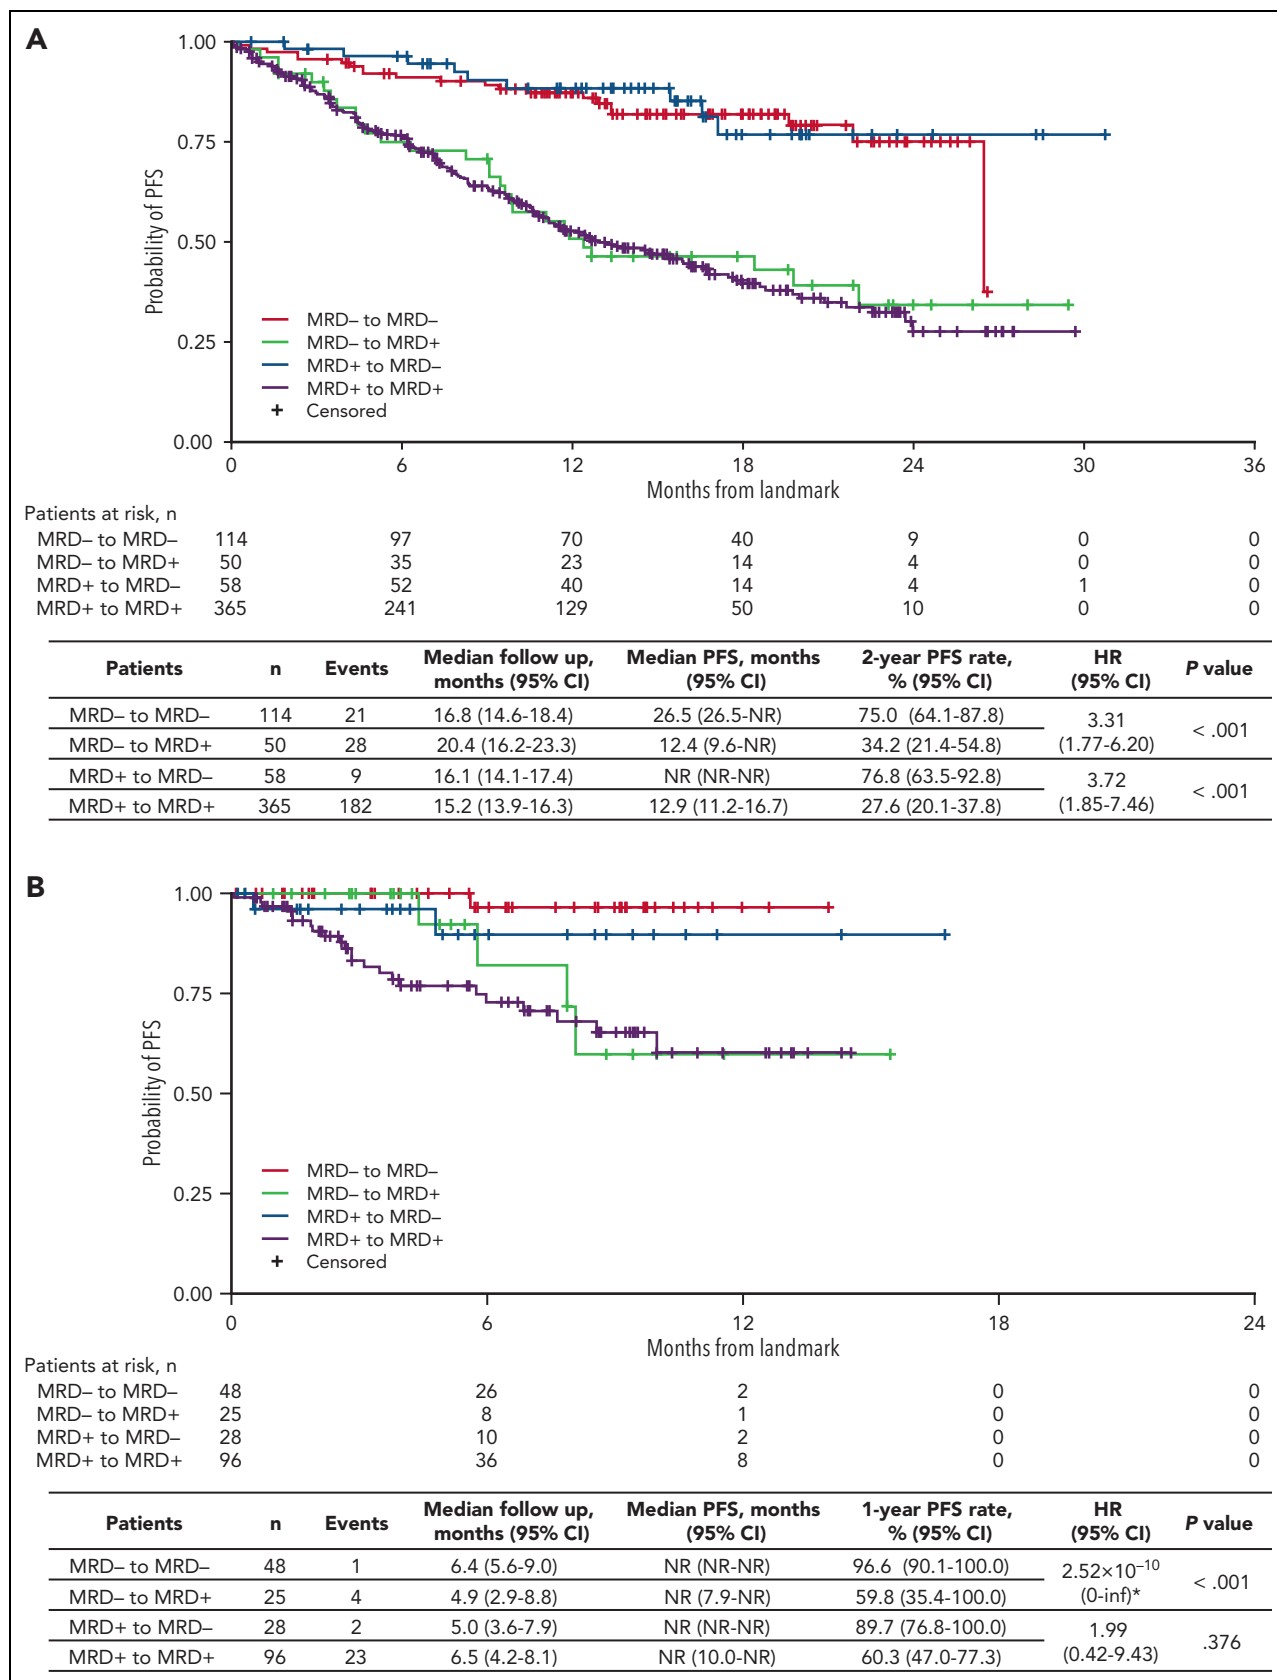 A
1.00
0.75
0.50
0.25
0.00
Probability of PFS
MRD– to MRD–
MRD– to MRD+
MRD+ to MRD–
MRD+ to MRD+
+ Censored
0 6 12 18 24 30 36
Months from landmark
Patients at risk, n
MRD– to MRD– 114 97 70 40 9 0 0
MRD– to MRD+ 50 35 23 14 4 0 0
MRD+ to MRD– 58 52 40 14 4 1 0
MRD+ to MRD+ 365 241 129 50 10 0 0
Patients n Events Median follow up, months (95% CI) Median PFS, months (95% CI) 2-year PFS rate, % (95% CI) HR (95% CI) P value
MRD– to MRD– 114 21 16.8 (14.6-18.4) 26.5 (26.5-NR) 75.0 (64.1-87.8) 3.31 (1.77-6.20) < .001
MRD– to MRD+ 50 28 20.4 (16.2-23.3) 12.4 (9.6-NR) 34.2 (21.4-54.8)
MRD+ to MRD– 58 9 16.1 (14.1-17.4) NR (NR-NR) 76.8 (63.5-92.8) 3.72 (1.85-7.46) < .001
MRD+ to MRD+ 365 182 15.2 (13.9-16.3) 12.9 (11.2-16.7) 27.6 (20.1-37.8)
B
1.00
0.75
0.50
0.25
0.00
Probability of PFS
MRD– to MRD–
MRD– to MRD+
MRD+ to MRD–
MRD+ to MRD+
+ Censored
0 6 12 18 24
Months from landmark
Patients at risk, n
MRD– to MRD– 48 26 2 0 0
MRD– to MRD+ 25 8 1 0 0
MRD+ to MRD– 28 10 2 0 0
MRD+ to MRD+ 96 36 8 0 0
Patients n Events Median follow up, months (95% CI) Median PFS, months (95% CI) 1-year PFS rate, % (95% CI) HR (95% CI) P value
MRD– to MRD– 48 1 6.4 (5.6-9.0) NR (NR-NR) 96.6 (90.1-100.0) 2.52×10⁻¹⁰ (0-inf)* < .001
MRD– to MRD+ 25 4 4.9 (2.9-8.8) NR (7.9-NR) 59.8 (35.4-100.0)
MRD+ to MRD– 28 2 5.0 (3.6-7.9) NR (NR-NR) 89.7 (76.8-100.0) 1.99 (0.42-9.43) .376
MRD+ to MRD+ 96 23 6.5 (4.2-8.1) NR (10.0-NR) 60.3 (47.0-77.3)